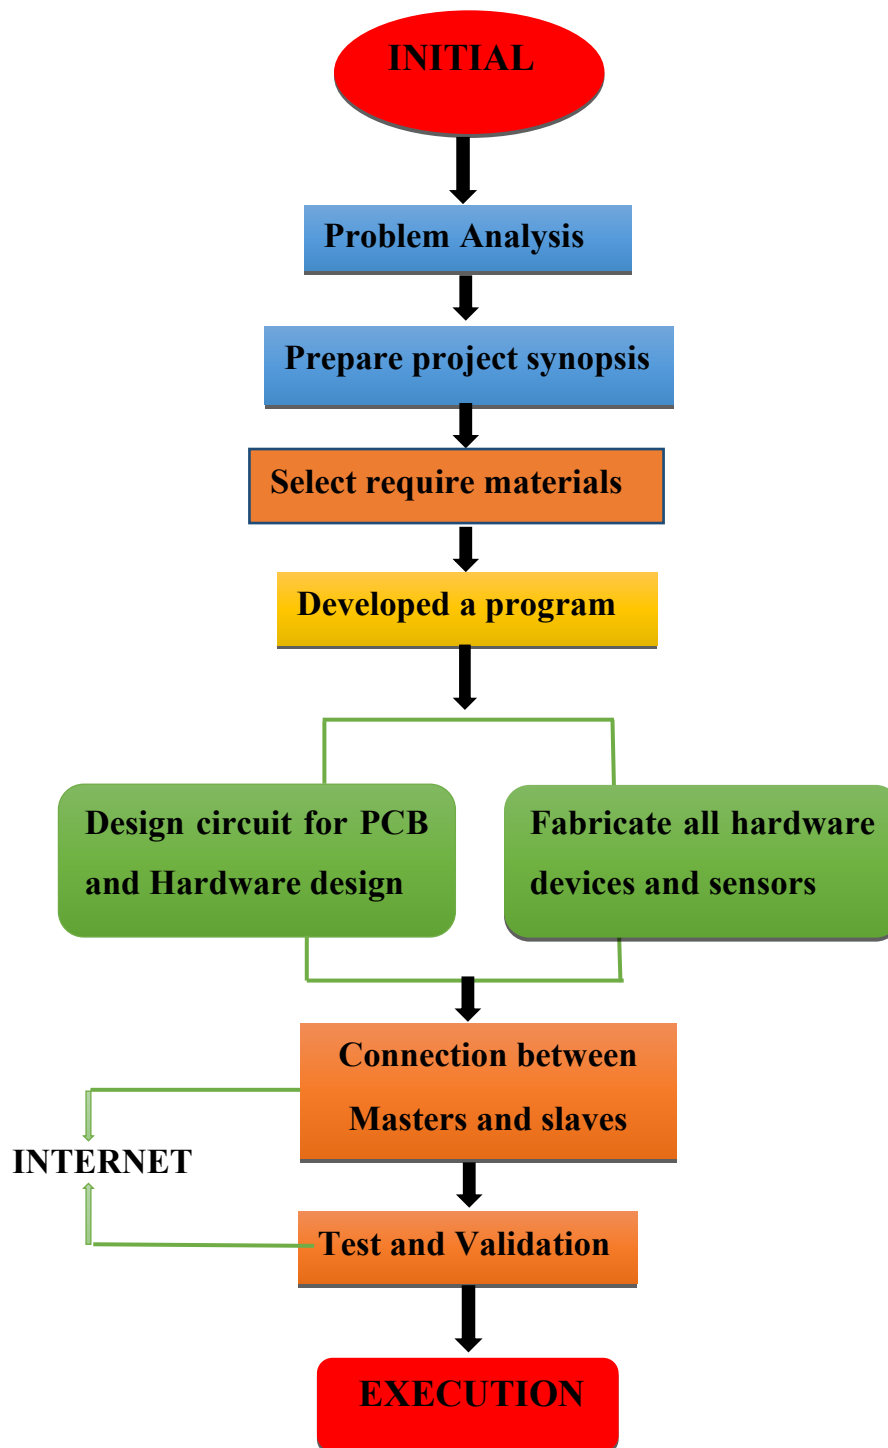 INITIAL
Problem Analysis
Prepare project synopsis
Select require materials
Developed a program
Design circuit for PCB
and Hardware design
Fabricate all hardware
devices and sensors
Connection between
Masters and slaves
INTERNET
Test and Validation
EXECUTION